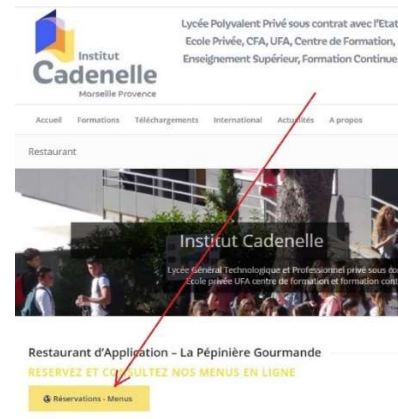 Institut
Cadenelle
Marseille Provence
Lycée Polyvalent Privé sous contrat avec l'Etat
Ecole Privée, CFA, UFA, Centre de Formation,
Enseignement Supérieur, Formation Continue
Accueil Formations Téléchargements International Actualités A propos
Restaurant
Institut Cadenelle
Lycée Général Technologique et Professionnel privé sous co
Ecole privée UFA centre de formation et formation cont
Restaurant d'Application – La Pépinière Gourmande
RESERVEZ ET CONSULTEZ NOS MENUS EN LIGNE
Réservations - Menus